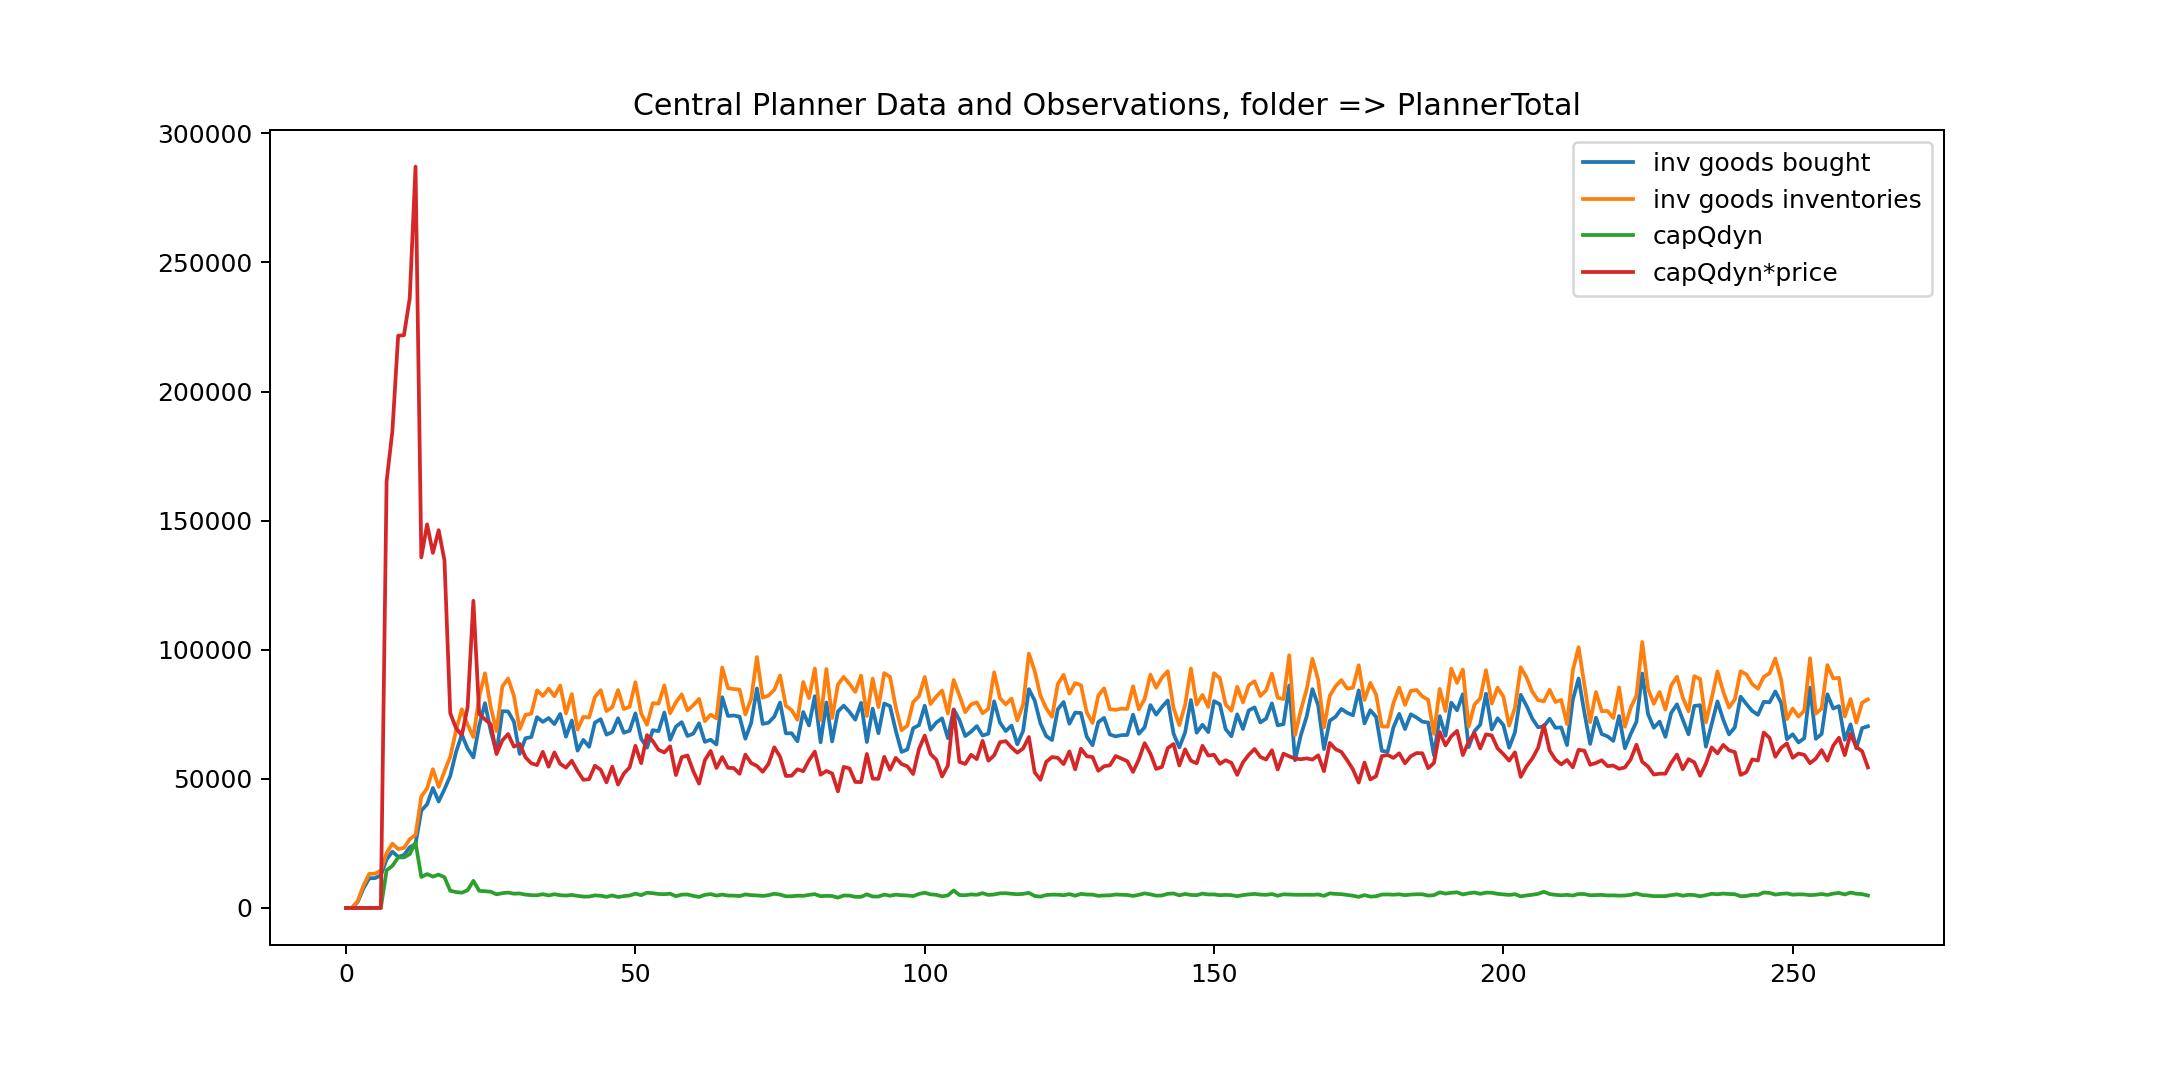 Central Planner Data and Observations, folder => PlannerTotal
300000
250000
200000
150000
100000
50000
0
inv goods bought
inv goods inventories
capQdyn
capQdyn*price
0 50 100 150 200 250